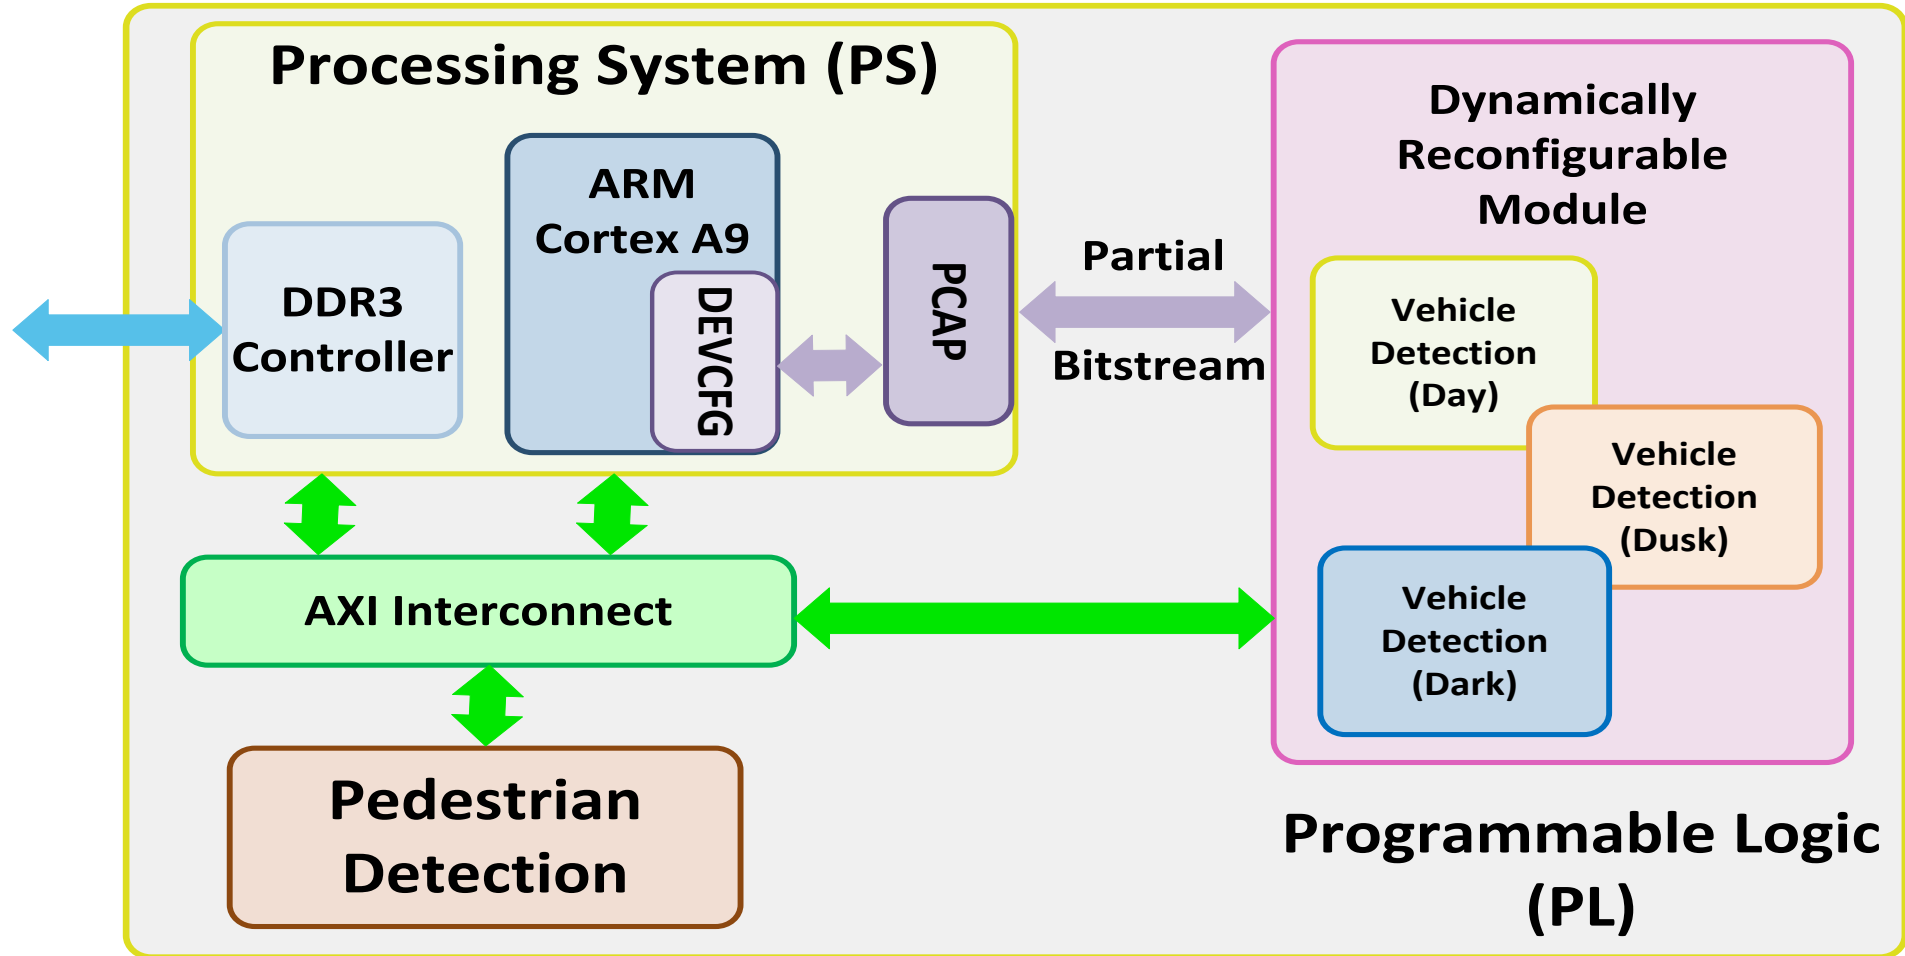 Processing System (PS)
ARM
Cortex A9
DEVCFG
DDR3
Controller
PCAP
Partial
Bitstream
Dynamically
Reconfigurable
Module
Vehicle
Detection
(Day)
Vehicle
Detection
(Dusk)
Vehicle
Detection
(Dark)
AXI Interconnect
Pedestrian
Detection
Programmable Logic
(PL)